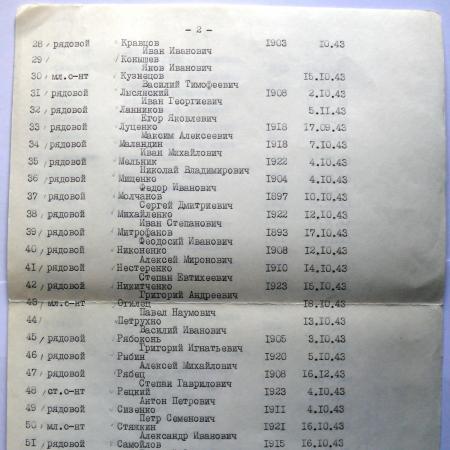 - 2 -
28/ рядовой Кравцов 1903 10.43
Иван Иванович
29/ Конышев
Яков Иванович
30/ мл.с-нт Кузнецов 15.10.43
Василий Тимофеевич
31/ рядовой Лысянский 1908 2.10.43
Иван Георгиевич
32/ рядовой Ланников 5.11.43
Егор Яковлевич
33/ рядовой Луценко 1918 17.09.43
Максим Алексеевич
34/ рядовой Маландин 1918 7.10.43
Иван Михайлович
35/ рядовой Мельник 1922 4.10.43
Николай Владимирович
36/ рядовой Мищенко 1904 4.10.43
Федор Иванович
37/ рядовой Молчанов 1897 10.10.43
Сергей Дмитриевич
38/ рядовой Михайленко 1922 12.10.43
Иван Степанович
39/ рядовой Митрофанов 1893 17.10.43
Феодосий Иванович
40/ рядовой Никоненко 1908 12.10.43
Алексей Миронович
41/ рядовой Нестеренко 1910 14.10.43
Степан Евтихеевич
42/ рядовой Никитченко 1923 15.10.43
Григорий Андреевич
43/ мл.с-нт 18.10.43
Павел Наумович
44/ Петрухно 13.10.43
Василий Иванович
45/ рядовой Рябоконь 1905 3.10.43
Григорий Игнатьевич
46/ рядовой Рыбин 1920 5.10.43
Алексей Михайлович
47/ рядовой Рябец 1908 16.12.43
Степан Гаврилович
48/ ст.с-нт Рецкий 1923 4.10.43
Антон Петрович
49/ рядовой Сивенко 1911 4.10.43
Петр Семенович
50/ мл.с-нт Стяжкин 1921 16.10.43
Александр Иванович
51/ рядовой Самойлов 1915 16.10.43